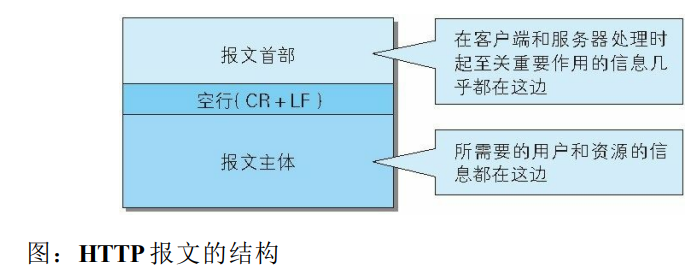 报文首部
在客户端和服务器处理时
起至关重要作用的信息几
乎都在这边
空行(CR+LF)
报文主体
所需要的用户和资源的信
息都在这边
图：HTTP 报文的结构